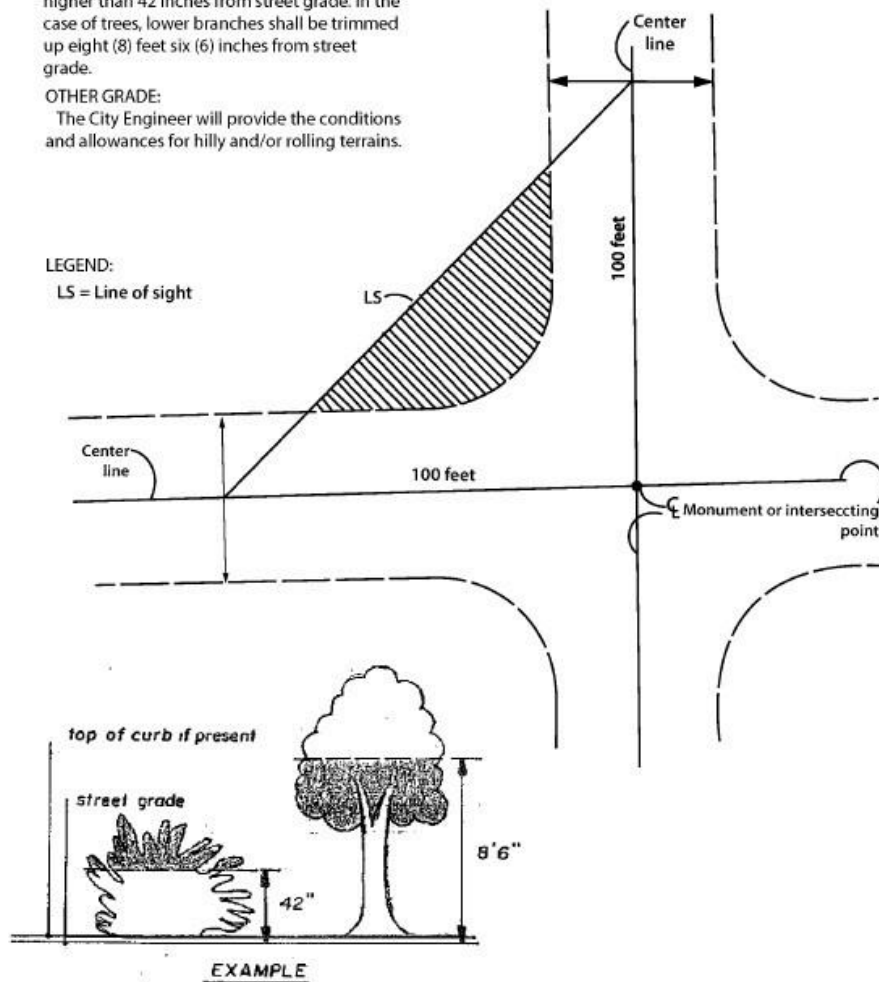 higher than 42 inches from street grade. In the
case of trees, lower branches shall be trimmed
up eight (8) feet six (6) inches from street
grade.
OTHER GRADE:
The City Engineer will provide the conditions
and allowances for hilly and/or rolling terrains.
LEGEND:
LS = Line of sight
Center
line
100 feet
LS
Center
line
100 feet
℄ Monument or interseccting
point
top of curb if present
street grade
42"
8'6"
EXAMPLE